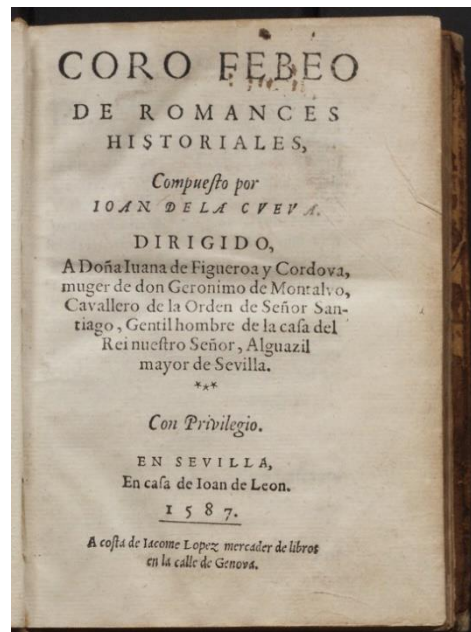 CORO FEBEO
DE ROMANCES
HISTORIALES,
Compueſto por
IOAN DE LA CVEVA.
DIRIGIDO,
A Doña Iuana de Figueroa y Cordova,
muger de don Geronimo de Montalvo,
Cavallero de la Orden de Señor San-
tiago, Gentil hombre de la caſa del
Rei nueſtro Señor, Alguazil
mayor de Sevilla.
***
Con Privilegio.
EN SEVILLA,
En caſa de Ioan de Leon.
1587.
A coſta de Iacome Lopez mercader de libros
en la calle de Genova.